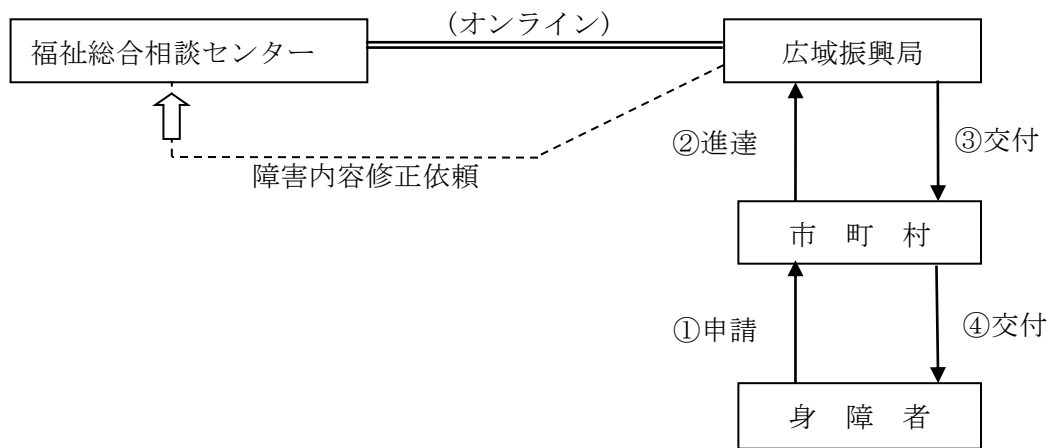 (オンライン)
福祉総合相談センター
広域振興局
②進達
③交付
障害内容修正依頼
市　町　村
①申請
④交付
身　障　者